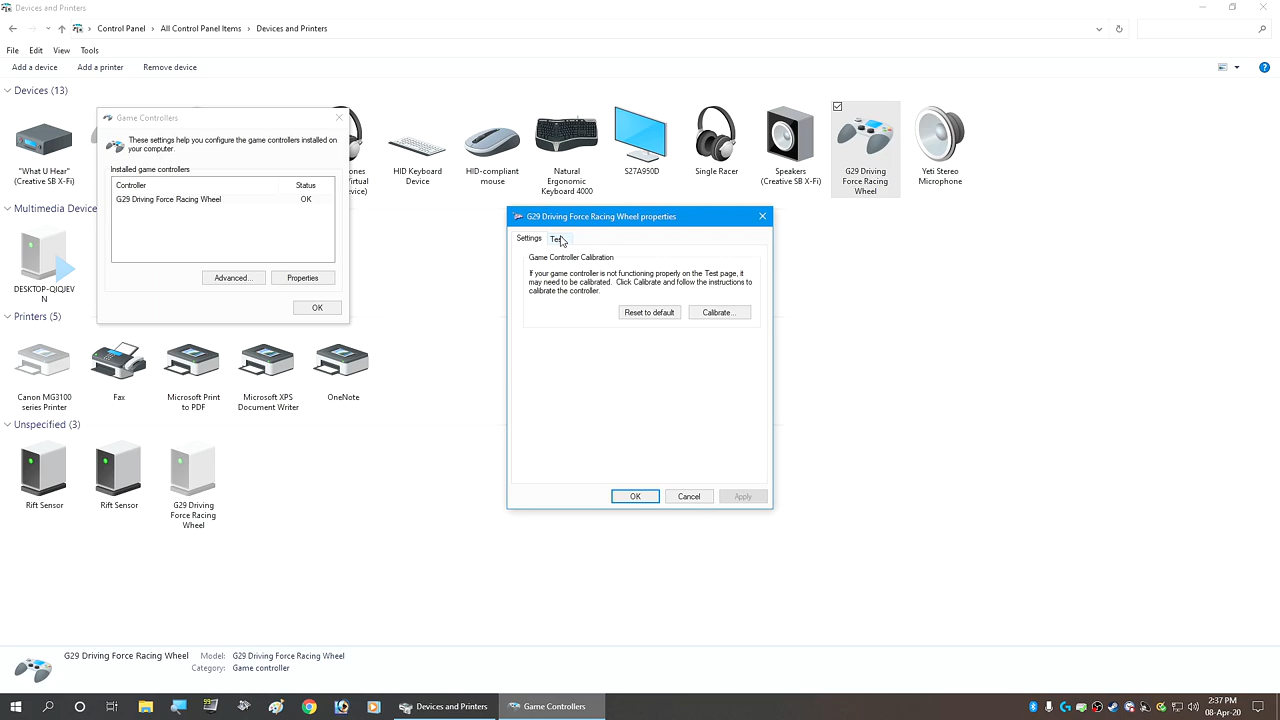 Devices and Printers
Control Panel > All Control Panel Items > Devices and Printers
File Edit View Tools
Add a device Add a printer Remove device
Devices (13)
"What U Hear"
(Creative SB X-Fi)
HID Keyboard
Device
HID-compliant
mouse
Natural
Ergonomic
Keyboard 4000
S27A950D
Single Racer
Speakers
(Creative SB X-Fi)
G29 Driving
Force Racing
Wheel
Yeti Stereo
Microphone
Game Controllers
These settings help you configure the game controllers installed on
your computer.
Installed game controllers
Controller Status
G29 Driving Force Racing Wheel OK
Advanced... Properties
OK
G29 Driving Force Racing Wheel properties
Settings
Game Controller Calibration
If your game controller is not functioning properly on the Test page, it
may need to be calibrated. Click Calibrate and follow the instructions to
calibrate the controller.
Reset to default Calibrate...
OK Cancel Apply
DESKTOP-QIQJEV
N
Printers (5)
Canon MG3100
series Printer
Fax
Microsoft Print
to PDF
Microsoft XPS
Document Writer
OneNote
Unspecified (3)
Rift Sensor
Rift Sensor
G29 Driving
Force Racing
Wheel
G29 Driving Force Racing Wheel Model: G29 Driving Force Racing Wheel
Category: Game controller
Devices and Printers
Game Controllers
2:37 PM
08-Apr-20